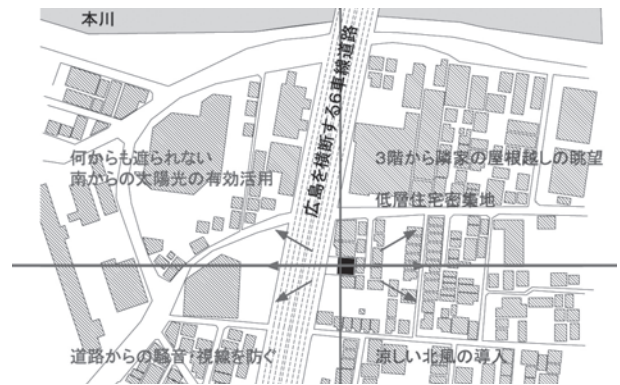 本川
広島を横断する6車線道路
何からも遮られない
南からの太陽光の有効活用
3階から隣家の屋根越しの眺望
低層住宅密集地
道路からの騒音・視線を防ぐ
涼しい北風の導入